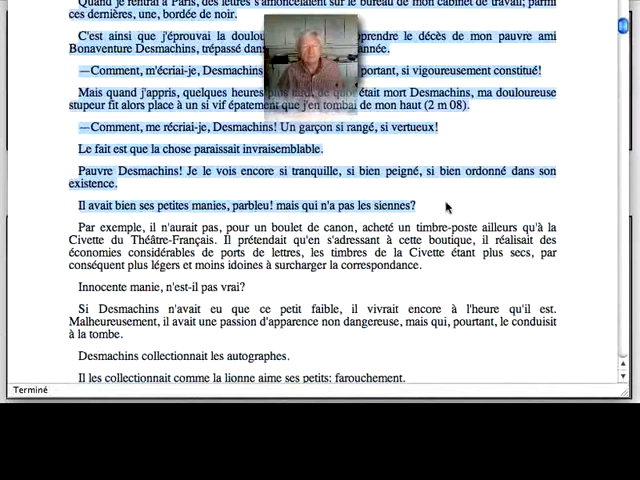 Quand je rentrai à Paris, des lettres s'amoncelaient sur le bureau de mon cabinet de travail; parmi
ces dernières, une, bordée de noir.
C'est ainsi que j'éprouvai la doulou prendre le décès de mon pauvre ami
Bonaventure Desmachins, trépassé dans année.
—Comment, m'écriai-je, Desmachins portant, si vigoureusement constitué!
Mais quand j'appris, quelques heures plus tard, de quoi était mort Desmachins, ma douloureuse
stupeur fit alors place à un si vif épatement que j'en tombai de mon haut (2 m 08).
—Comment, me récriai-je, Desmachins! Un garçon si rangé, si vertueux!
Le fait est que la chose paraissait invraisemblable.
Pauvre Desmachins! Je le vois encore si tranquille, si bien peigné, si bien ordonné dans son
existence.
Il avait bien ses petites manies, parbleu! mais qui n'a pas les siennes?
Par exemple, il n'aurait pas, pour un boulet de canon, acheté un timbre-poste ailleurs qu'à la
Civette du Théâtre-Français. Il prétendait qu'en s'adressant à cette boutique, il réalisait des
économies considérables de ports de lettres, les timbres de la Civette étant plus secs, par
conséquent plus légers et moins idoines à surcharger la correspondance.
Innocente manie, n'est-il pas vrai?
Si Desmachins n'avait eu que ce petit faible, il vivrait encore à l'heure qu'il est.
Malheureusement, il avait une passion d'apparence non dangereuse, mais qui, pourtant, le conduisit
à la tombe.
Desmachins collectionnait les autographes.
Il les collectionnait comme la lionne aime ses petits: farouchement.
Terminé